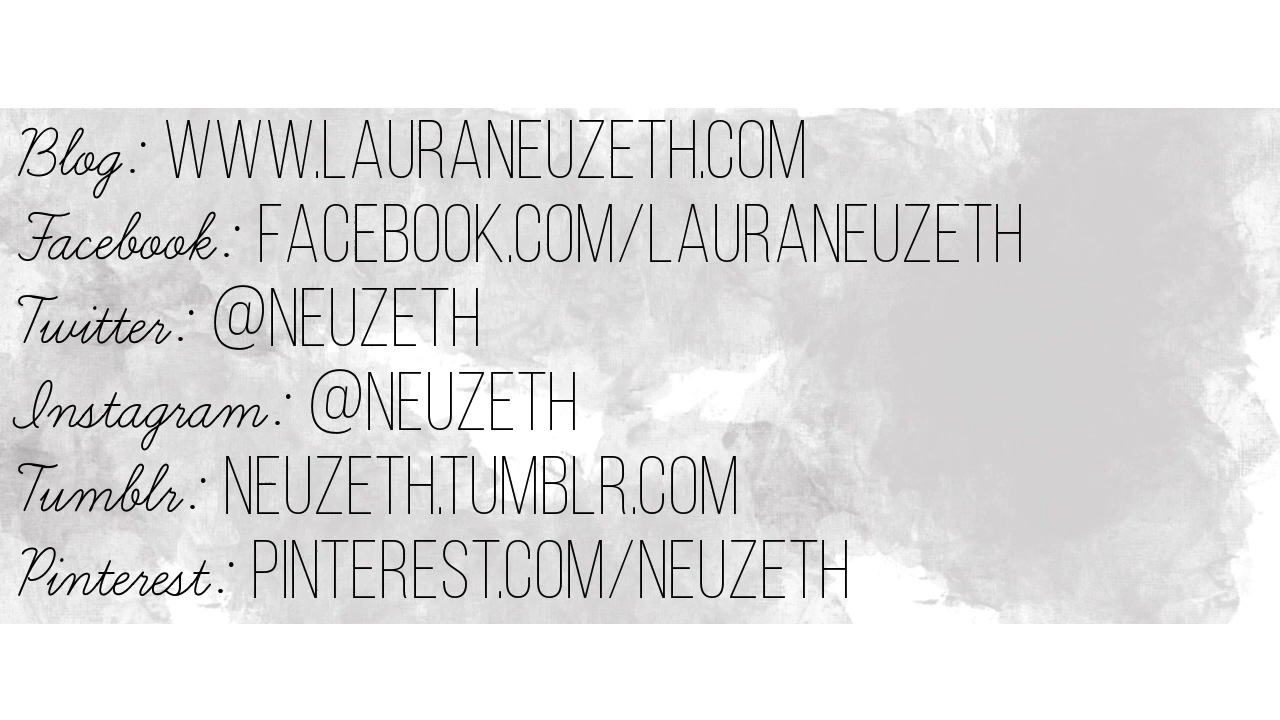 Blog: WWW.LAURANEUZETH.COM
Facebook: FACEBOOK.COM/LAURANEUZETH
Twitter: @NEUZETH
Instagram: @NEUZETH
Tumblr: NEUZETH.TUMBLR.COM
Pinterest: PINTEREST.COM/NEUZETH